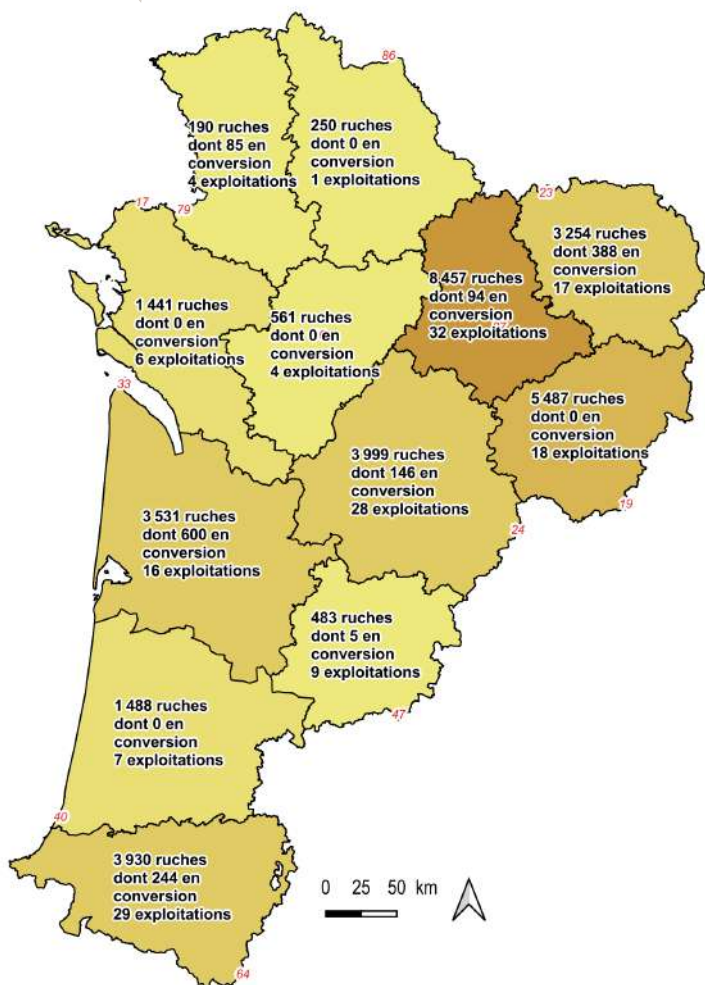 86
190 ruches
dont 85 en
conversion
4 exploitations
250 ruches
dont 0 en
conversion
1 exploitations
17
79
23
3 254 ruches
dont 388 en
conversion
17 exploitations
8 457 ruches
dont 94 en
conversion
32 exploitations
1 441 ruches
dont 0 en
conversion
6 exploitations
561 ruches
dont 0 en
conversion
4 exploitations
33
5 487 ruches
dont 0 en
conversion
18 exploitations
19
3 999 ruches
dont 146 en
conversion
28 exploitations
24
3 531 ruches
dont 600 en
conversion
16 exploitations
483 ruches
dont 5 en
conversion
9 exploitations
47
1 488 ruches
dont 0 en
conversion
7 exploitations
40
3 930 ruches
dont 244 en
conversion
29 exploitations
64
0 25 50 km